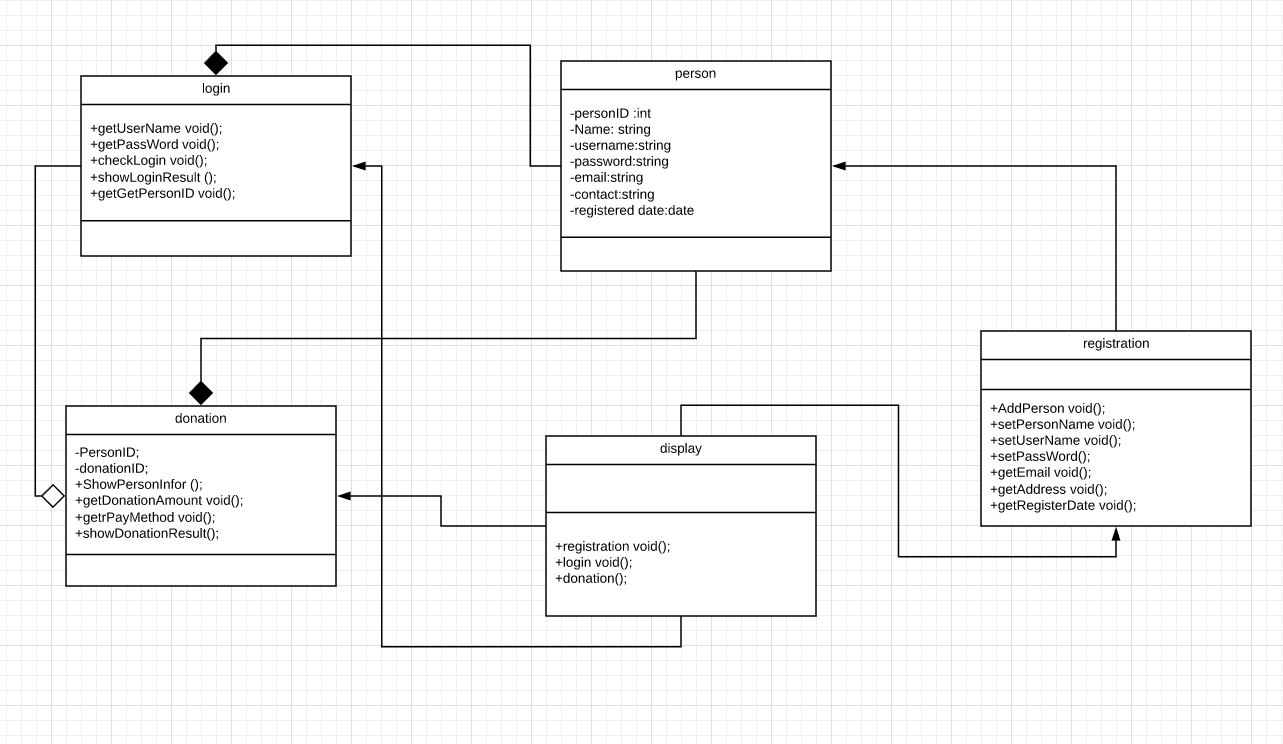 login
+getUserName void();
+getPassWord void();
+checkLogin void();
+showLoginResult ();
+getGetPersonID void();
person
-personID :int
-Name: string
-username:string
-password:string
-email:string
-contact:string
-registered date:date
registration
+AddPerson void();
+setPersonName void();
+setUserName void();
+setPassWord();
+getEmail void();
+getAddress void();
+getRegisterDate void();
donation
-PersonID;
-donationID;
+ShowPersonInfor ();
+getDonationAmount void();
+getrPayMethod void();
+showDonationResult();
display
+registration void();
+login void();
+donation();